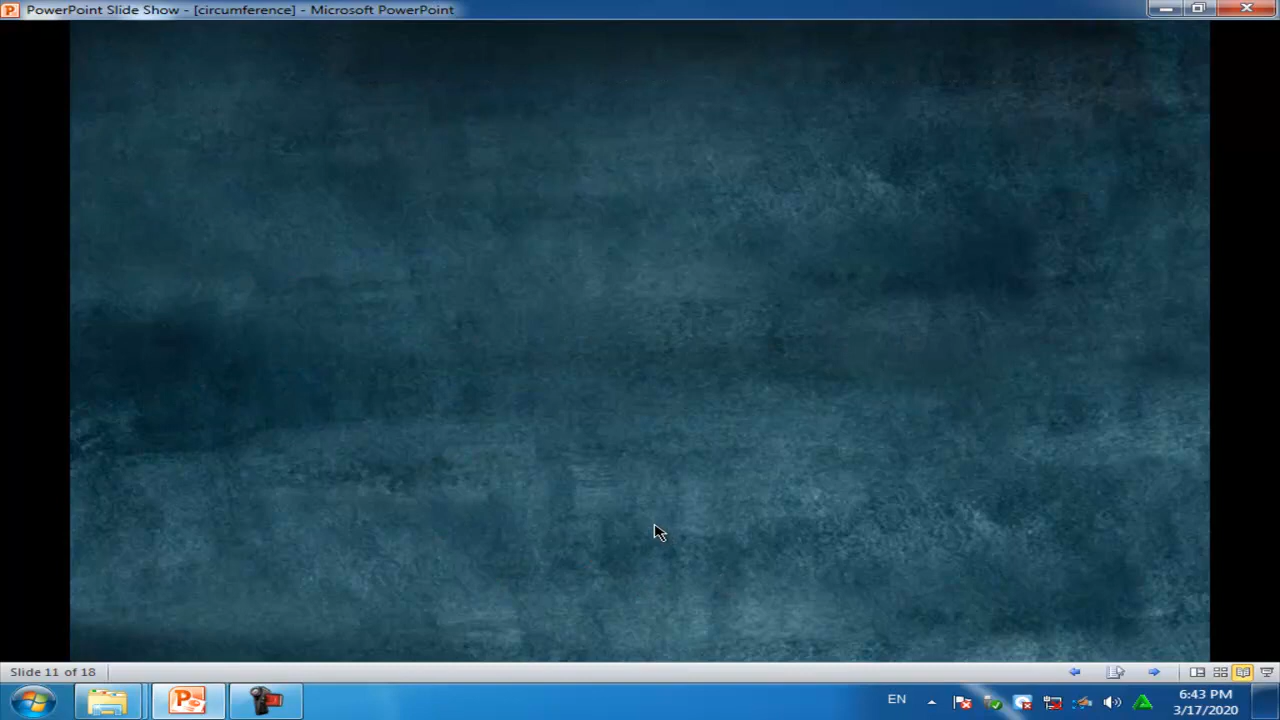 PowerPoint Slide Show - [circumference] - Microsoft PowerPoint
Slide 11 of 18
EN
6:43 PM
3/17/2020